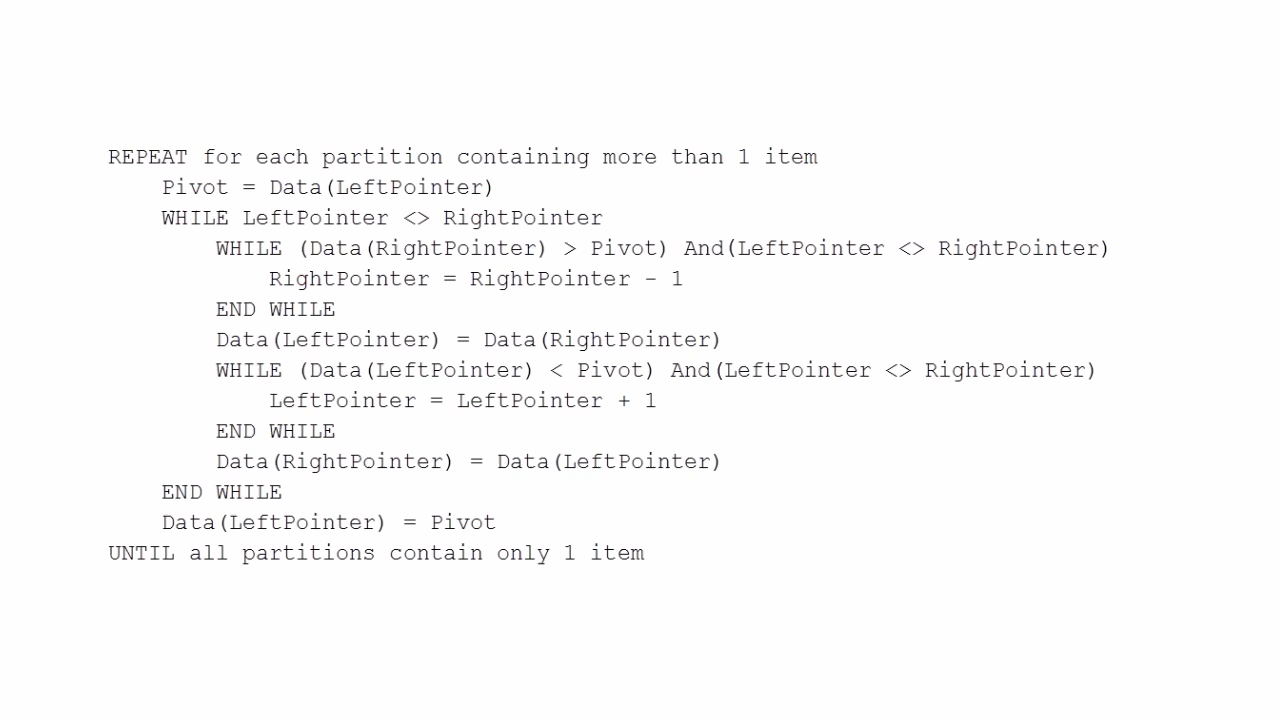 REPEAT for each partition containing more than 1 item
Pivot = Data(LeftPointer)
WHILE LeftPointer <> RightPointer
WHILE (Data(RightPointer) > Pivot) And(LeftPointer <> RightPointer)
RightPointer = RightPointer - 1
END WHILE
Data(LeftPointer) = Data(RightPointer)
WHILE (Data(LeftPointer) < Pivot) And(LeftPointer <> RightPointer)
LeftPointer = LeftPointer + 1
END WHILE
Data(RightPointer) = Data(LeftPointer)
END WHILE
Data(LeftPointer) = Pivot
UNTIL all partitions contain only 1 item